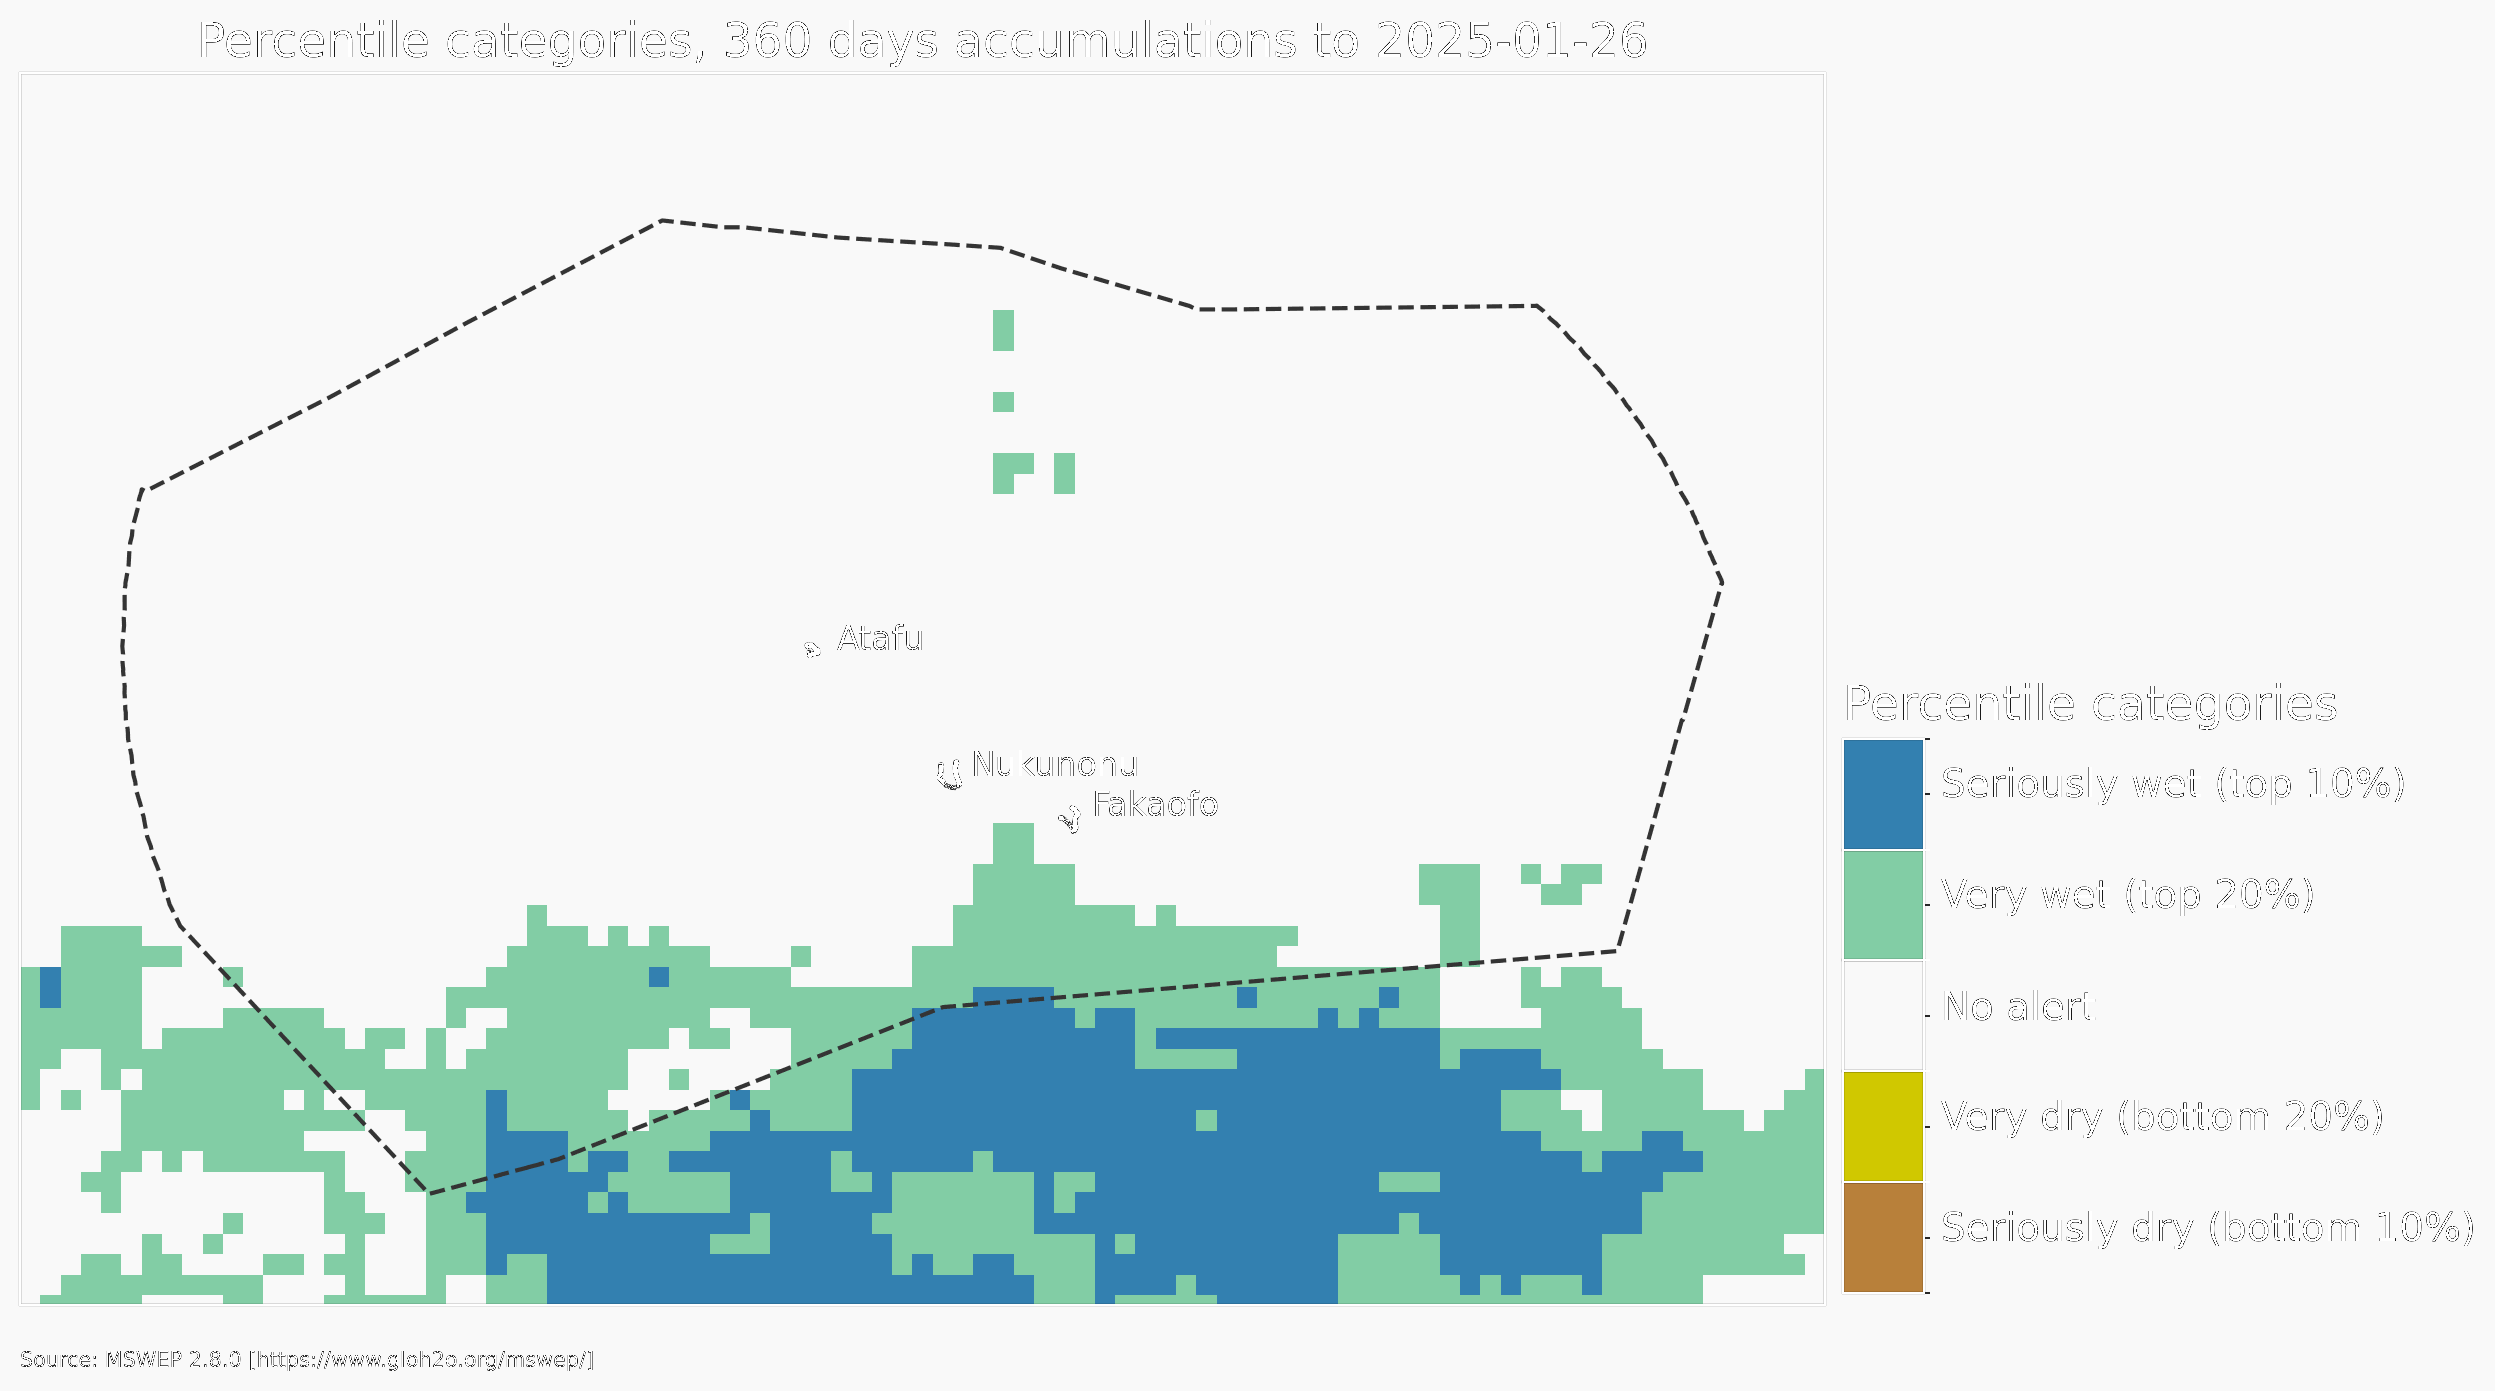 Percentile categories, 360 days accumulations to 2025-01-26
Atafu
Nukunonu
Fakaofo
Percentile categories
Seriously wet (top 10%)
Very wet (top 20%)
No alert
Very dry (bottom 20%)
Seriously dry (bottom 10%)
Source: MSWEP 2.8.0 [https://www.gloh2o.org/mswep/]